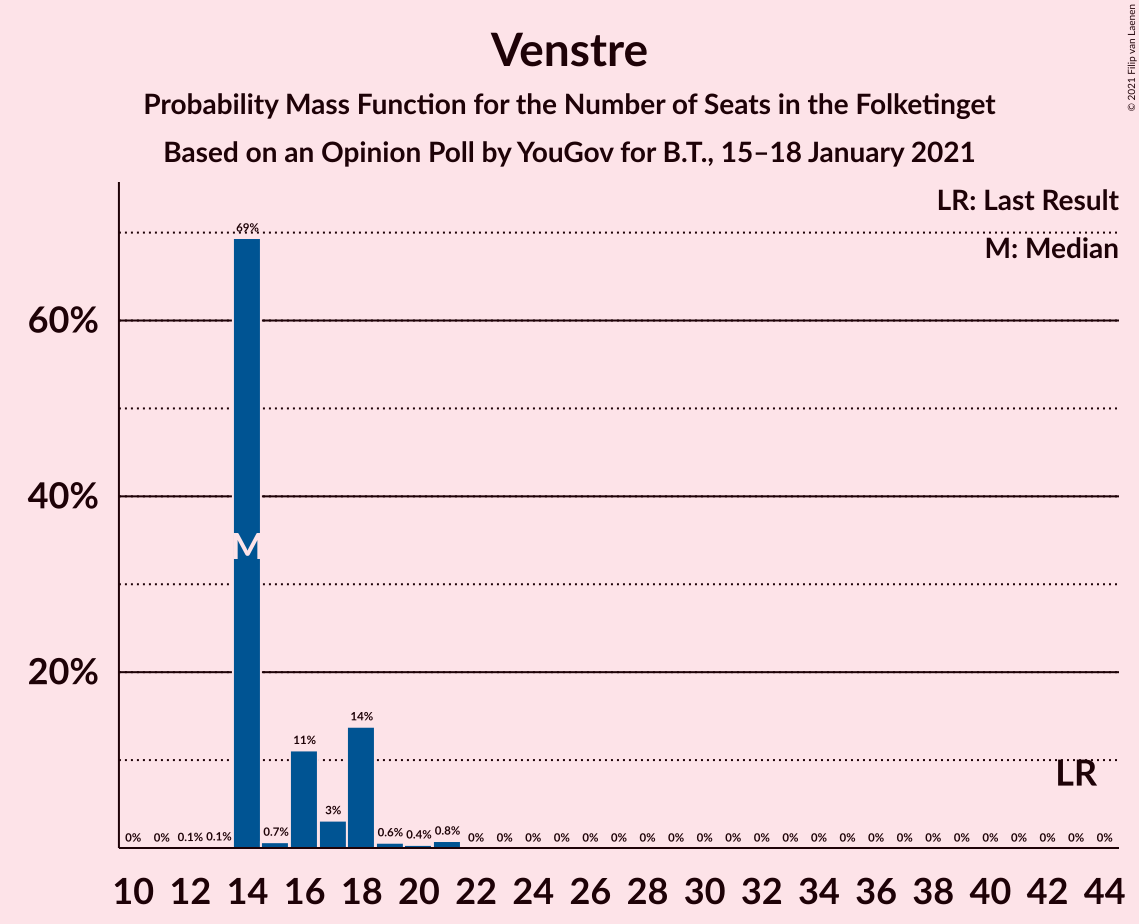 Venstre
Probability Mass Function for the Number of Seats in the Folketinget
Based on an Opinion Poll by YouGov for B.T., 15–18 January 2021
© 2021 Filip van Laenen
LR: Last Result
M: Median
60%
40%
20%
69%
M
14%
11%
3%
LR
0% 0% 0.1% 0.1% 0.7% 0.6% 0.4% 0.8% 0% 0% 0% 0% 0% 0% 0% 0% 0% 0% 0% 0% 0% 0% 0% 0% 0% 0% 0% 0% 0% 0% 0%
10 12 14 16 18 20 22 24 26 28 30 32 34 36 38 40 42 44